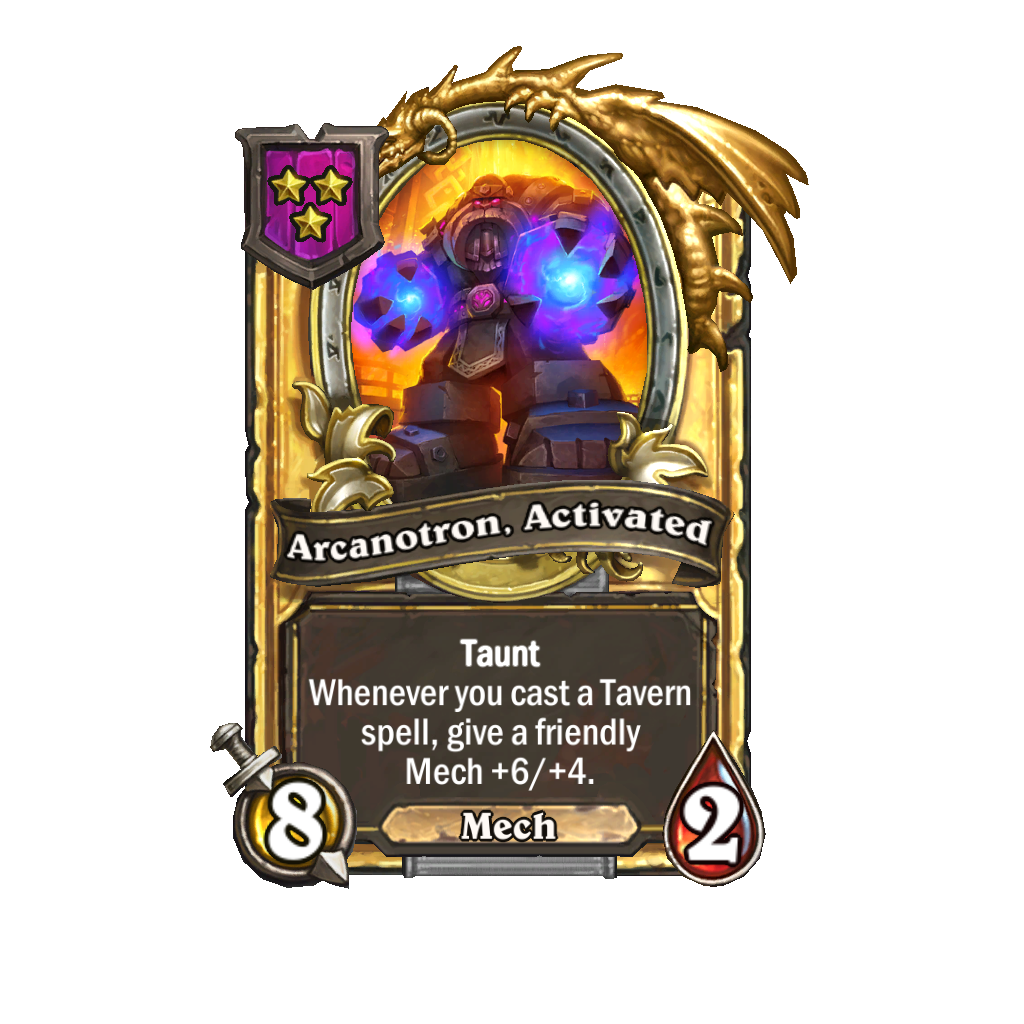 Arcanotron, Activated
Taunt
Whenever you cast a Tavern
spell, give a friendly
Mech +6/+4.
Mech
8
2